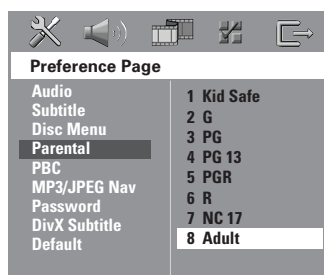 Preference Page
Audio
Subtitle
Disc Menu
Parental
PBC
MP3/JPEG Nav
Password
DivX Subtitle
Default
1 Kid Safe
2 G
3 PG
4 PG 13
5 PGR
6 R
7 NC 17
8 Adult